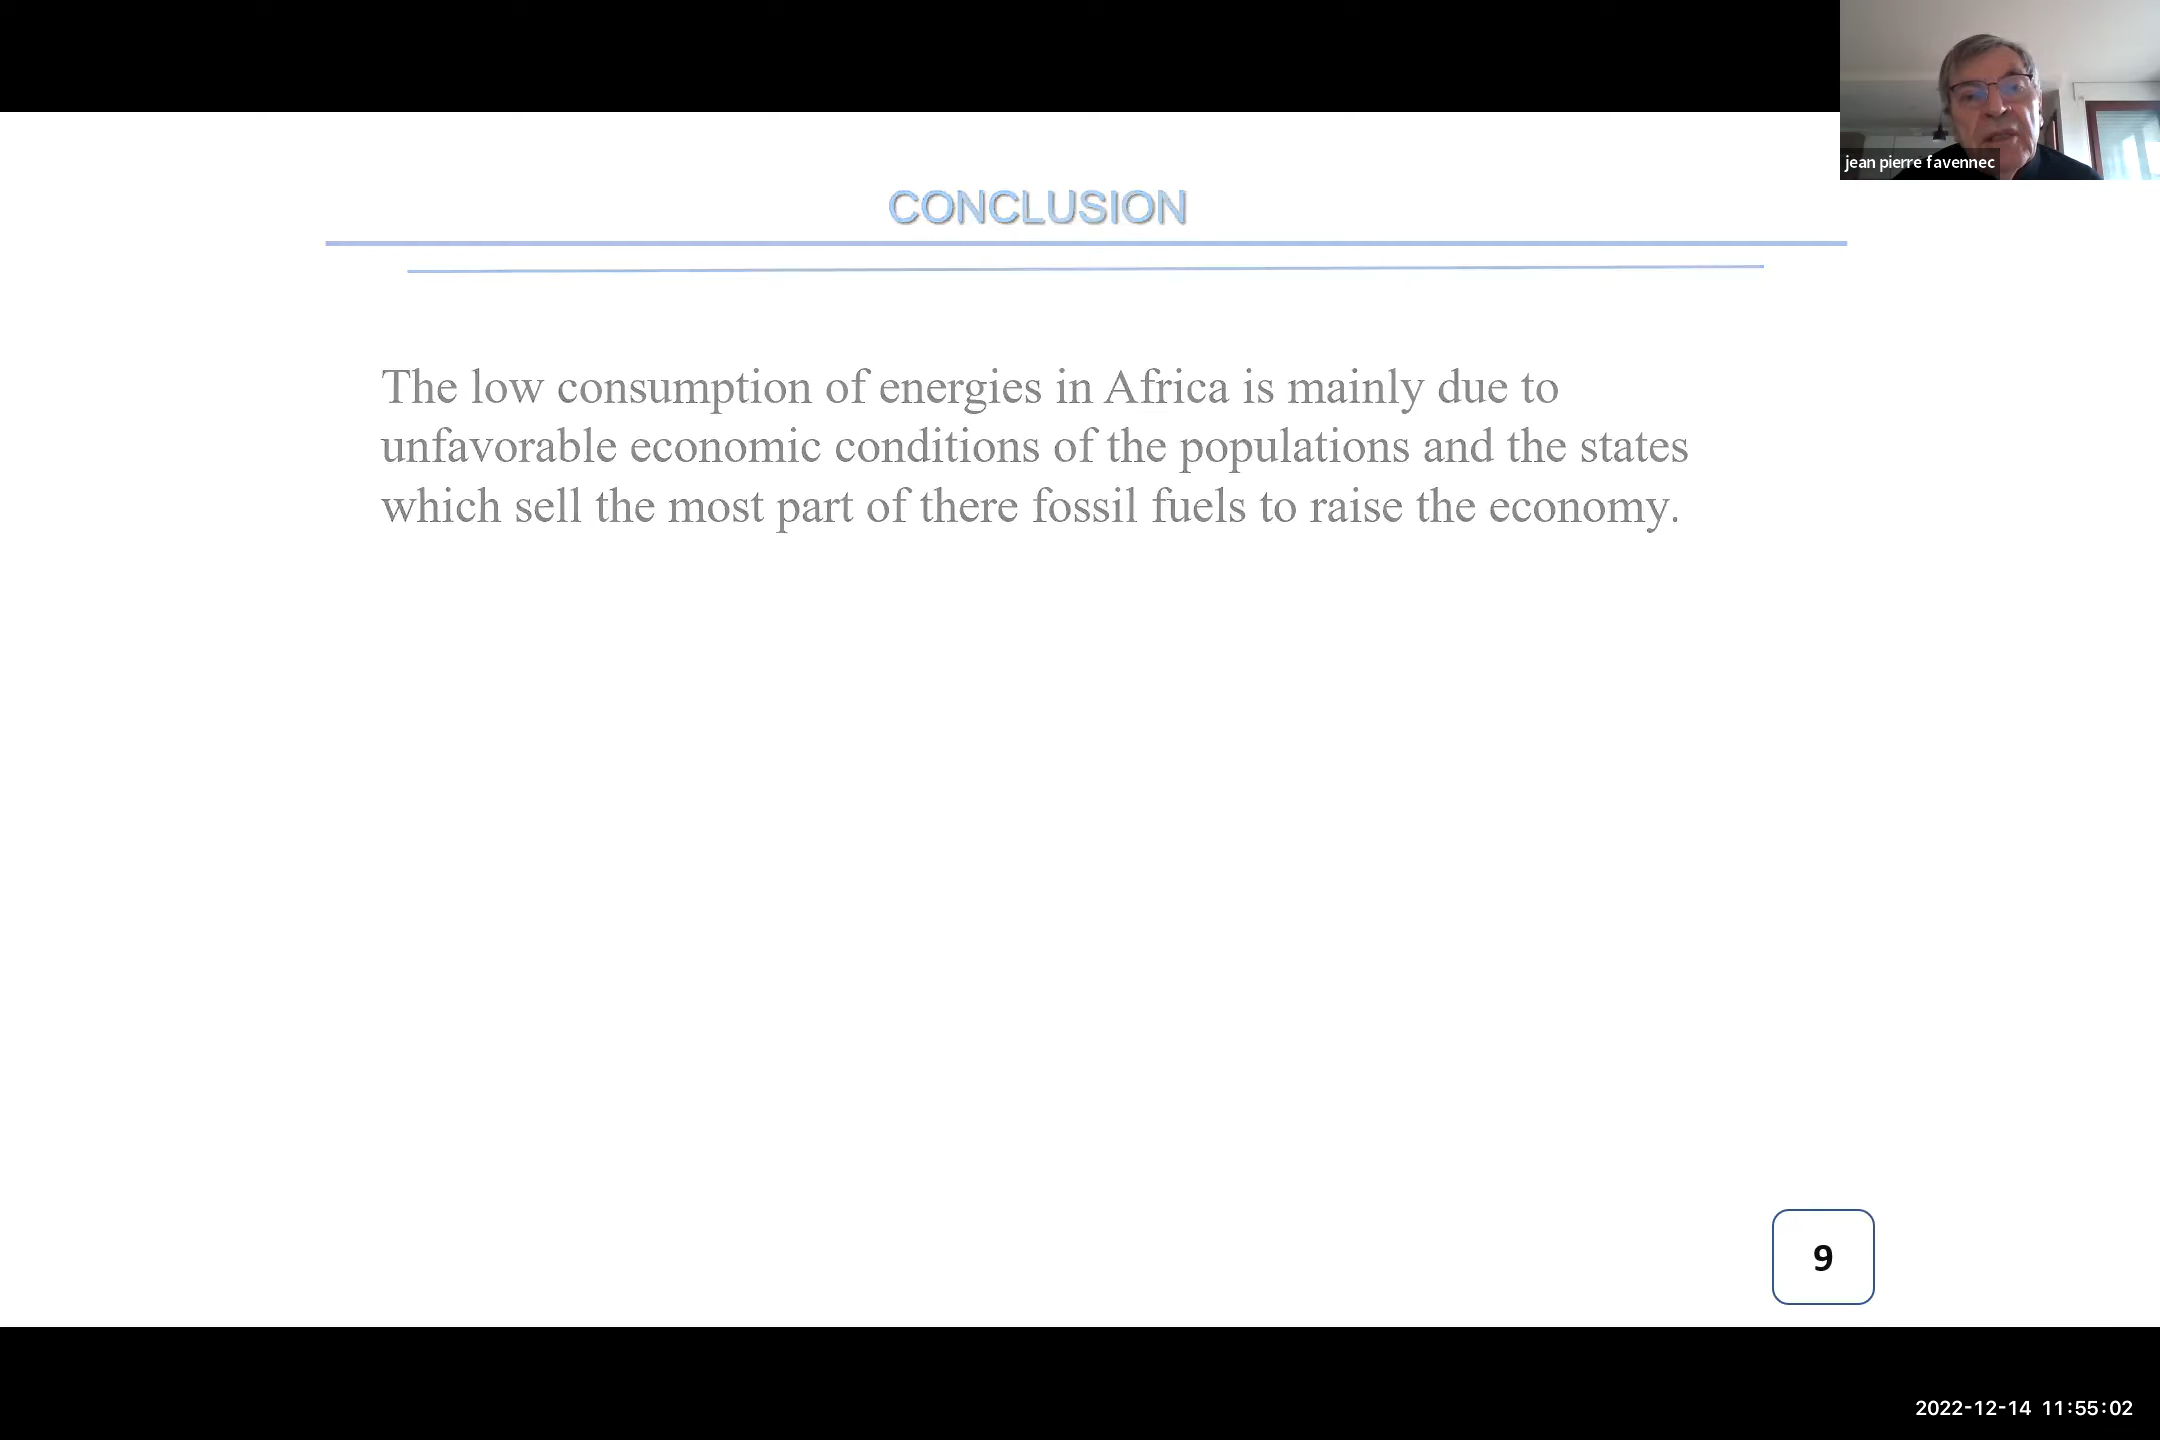 jean pierre favennec
CONCLUSION
The low consumption of energies in Africa is mainly due to
unfavorable economic conditions of the populations and the states
which sell the most part of there fossil fuels to raise the economy.
9
2022-12-14 11:55:02